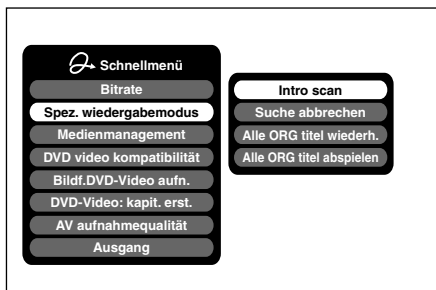 Schnellmenü
Bitrate
Spez. wiedergabemodus
Medienmanagement
DVD video kompatibilität
Bildf.DVD-Video aufn.
DVD-Video: kapit. erst.
AV aufnahmequalität
Ausgang
Intro scan
Suche abbrechen
Alle ORG titel wiederh.
Alle ORG titel abspielen